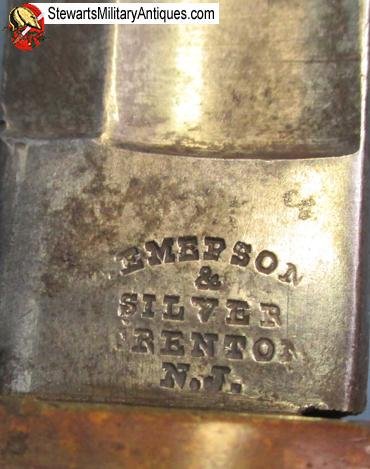 StewartsMilitaryAntiques.com
EMERSON
&
SILVER
TRENTON
N.J.